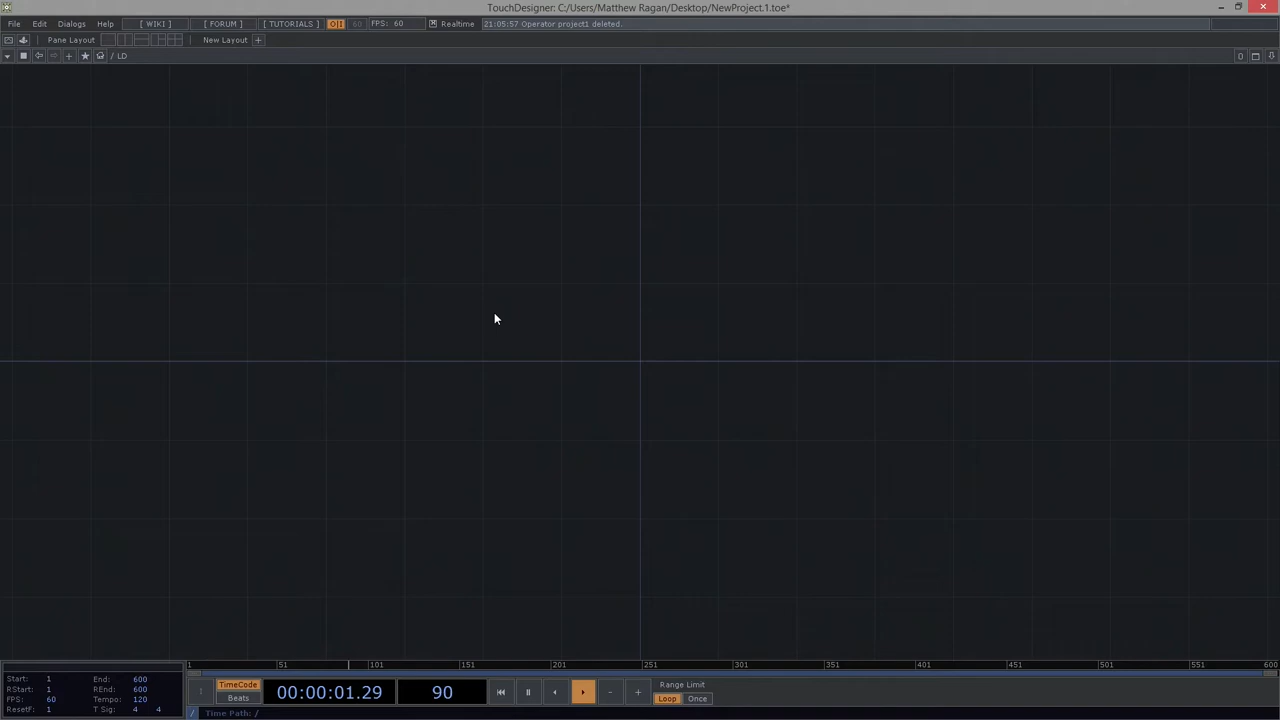 TouchDesigner: C:/Users/Matthew Ragan/Desktop/NewProject.1.toe*
File Edit Dialogs Help [ WIKI ] [ FORUM ] [ TUTORIALS ] O|I 60 FPS: 60 Realtime 21:05:57 Operator project1 deleted.
Pane Layout New Layout +
/ LD
1 51 101 151 201 251 301 351 401 451 501 551 600
Start: 1 End: 600
RStart: 1 REnd: 600
FPS: 60 Tempo: 120
ResetF: 1 T Sig: 4 4
TimeCode
Beats
00:00:01.29 90
- +
Range Limit
Loop Once
/ Time Path: /